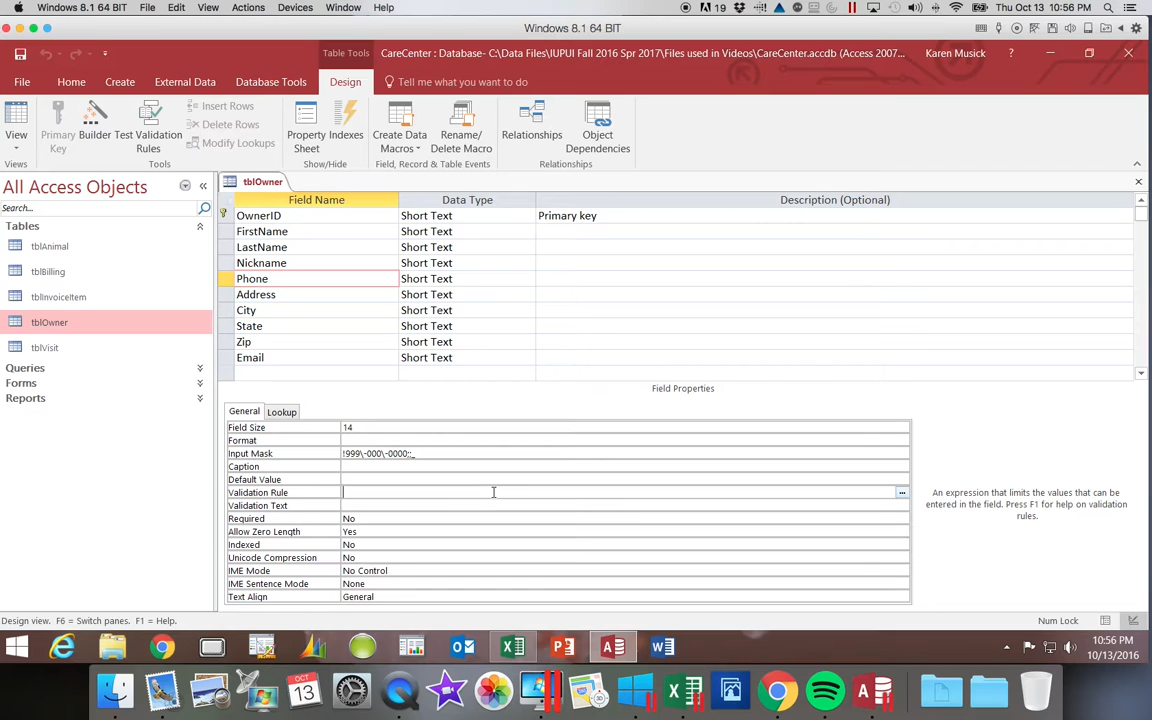 Windows 8.1 64 BIT File Edit View Actions Devices Window Help 19 Thu Oct 13 10:56 PM
Windows 8.1 64 BIT
Table Tools CareCenter : Database- C:\Data Files\IUPUI Fall 2016 Spr 2017\Files used in Videos\CareCenter.accdb (Access 2007... Karen Musick ?
File Home Create External Data Database Tools Design Tell me what you want to do
View Primary Key Builder Test Validation Rules Insert Rows Delete Rows Modify Lookups Property Sheet Indexes Create Data Macros Rename/ Delete Macro Relationships Object Dependencies
Views Tools Show/Hide Field, Record & Table Events Relationships
All Access Objects
Search...
Tables
tblAnimal
tblBilling
tblInvoiceItem
tblOwner
tblVisit
Queries
Forms
Reports
tblOwner
Field Name Data Type Description (Optional)
OwnerID Short Text Primary key
FirstName Short Text
LastName Short Text
Nickname Short Text
Phone Short Text
Address Short Text
City Short Text
State Short Text
Zip Short Text
Email Short Text
Field Properties
General Lookup
Field Size 14
Format
Input Mask !999\-000\-0000;;_
Caption
Default Value
Validation Rule
Validation Text
Required No
Allow Zero Length Yes
Indexed No
Unicode Compression No
IME Mode No Control
IME Sentence Mode None
Text Align General
An expression that limits the values that can be
entered in the field. Press F1 for help on validation
rules.
Design view. F6 = Switch panes. F1 = Help. Num Lock
10:56 PM
10/13/2016
OCT
13